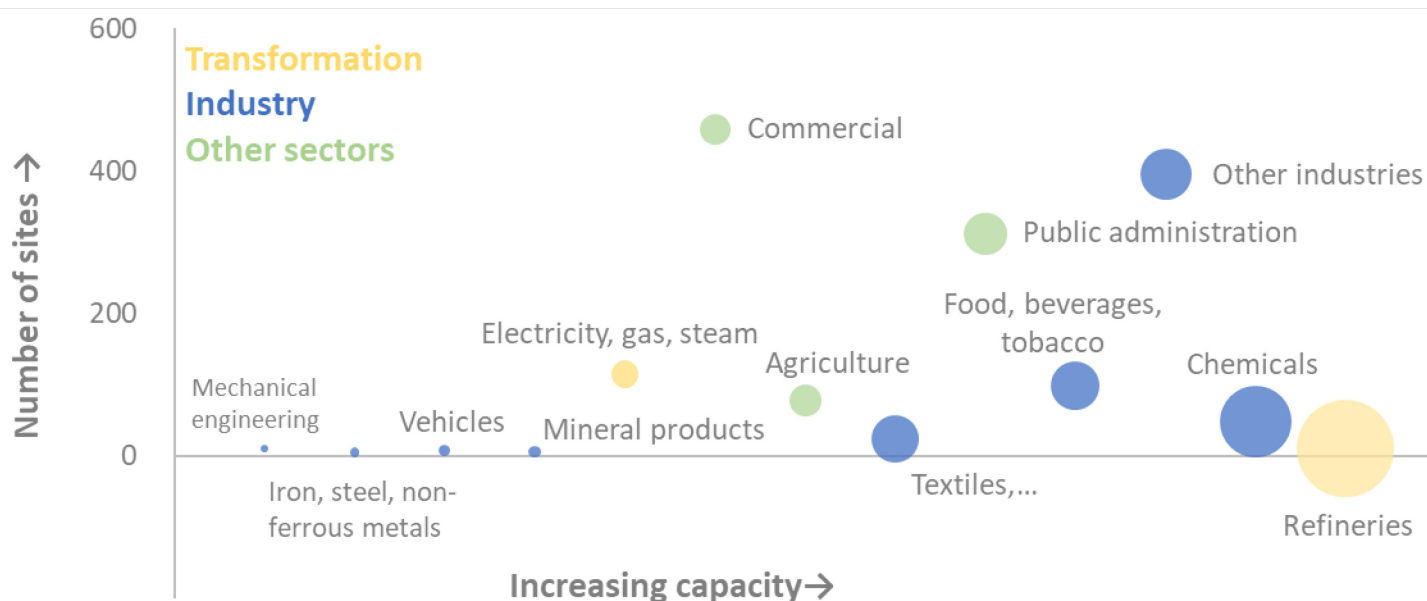 600
Transformation
Industry
Other sectors
Commercial
400
Other industries
Public administration
Number of sites →
200
Food, beverages,
tobacco
Electricity, gas, steam
Agriculture
Chemicals
Mechanical
engineering
Vehicles
Mineral products
0
Textiles,...
Iron, steel, non-
ferrous metals
Refineries
Increasing capacity→